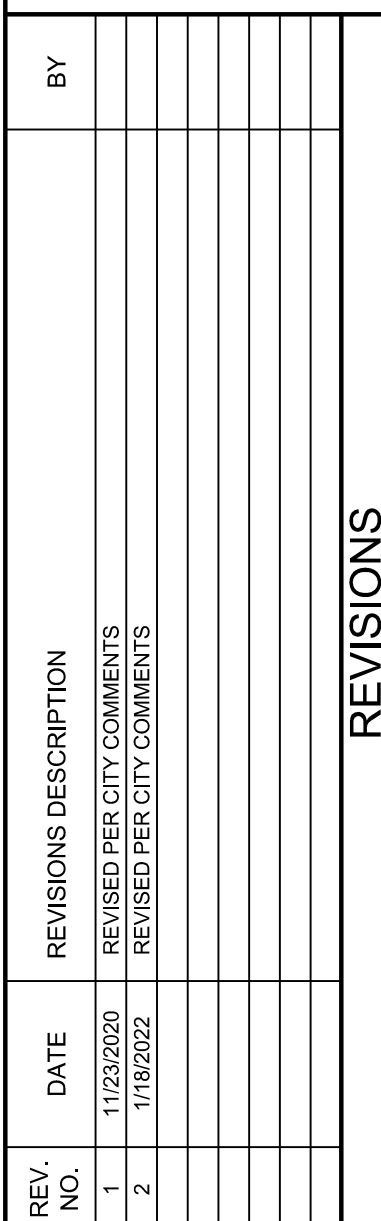 REV. NO. DATE REVISIONS DESCRIPTION BY
1 11/23/2020 REVISED PER CITY COMMENTS
2 1/18/2022 REVISED PER CITY COMMENTS
REVISIONS